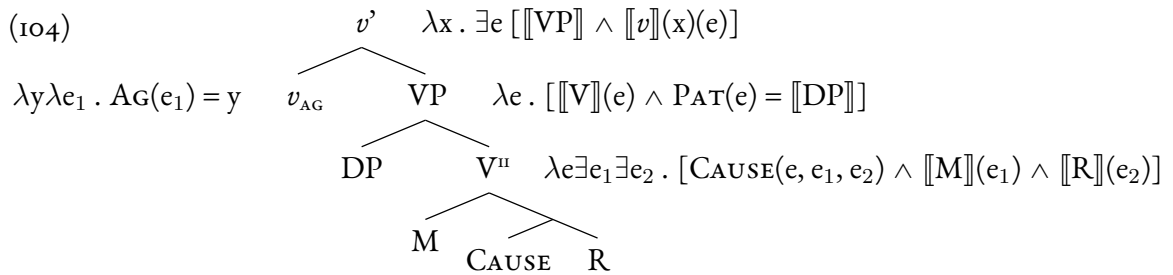 (104) v’ λx . ∃e [⟦VP⟧ ∧ ⟦v⟧(x)(e)]
λyλe₁ . Ag(e₁) = y v_AG VP λe . [⟦V⟧(e) ∧ Pat(e) = ⟦DP⟧]
DP Vᴵᴵ λe∃e₁∃e₂ . [Cause(e, e₁, e₂) ∧ ⟦M⟧(e₁) ∧ ⟦R⟧(e₂)]
M
Cause R